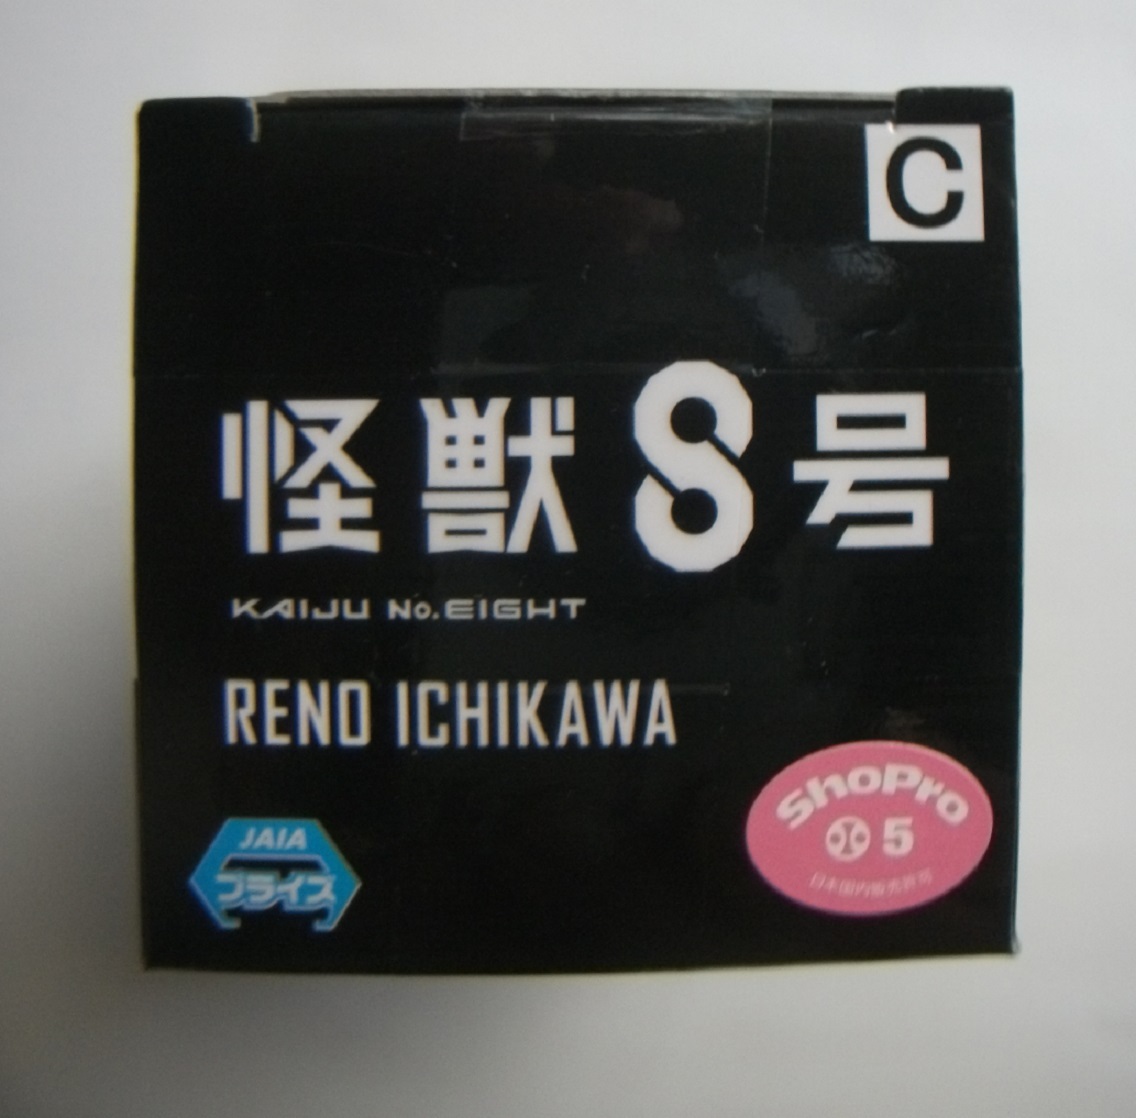 C
怪獣8号
KAIJU No.EIGHT
RENO ICHIKAWA
ShoPro
5
日本国内販売許可
JAIA
プライズ